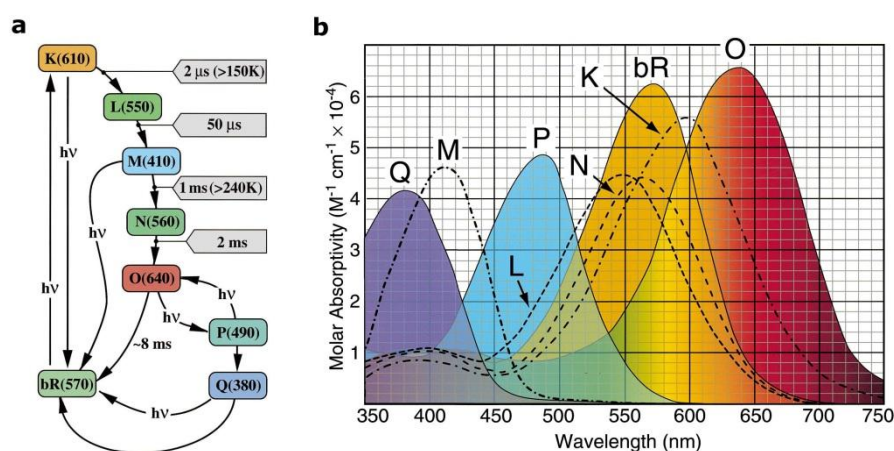 a
K(610)
2 μs (>150K)
L(550)
50 μs
hν
M(410)
1ms (>240K)
hν
N(560)
2 ms
O(640)
hν
hν
hν
P(490)
~8 ms
bR(570)
hν
Q(380)
b
Molar Absorptivity (M⁻¹ cm⁻¹ × 10⁻⁴)
6
5
4
3
2
1
Q
M
P
L
N
K
bR
O
350 400 450 500 550 600 650 700 750
Wavelength (nm)